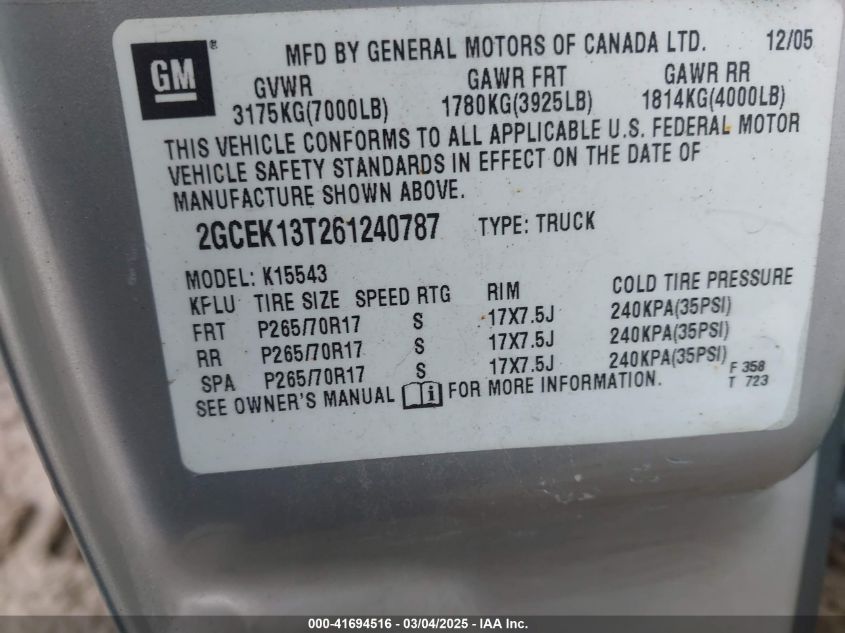 GM
MFD BY GENERAL MOTORS OF CANADA LTD. 12/05
GVWR GAWR FRT GAWR RR
3175KG(7000LB) 1780KG(3925LB) 1814KG(4000LB)
THIS VEHICLE CONFORMS TO ALL APPLICABLE U.S. FEDERAL MOTOR
VEHICLE SAFETY STANDARDS IN EFFECT ON THE DATE OF
MANUFACTURE SHOWN ABOVE.
2GCEK13T261240787 TYPE: TRUCK
MODEL: K15543
KFLU TIRE SIZE SPEED RTG RIM COLD TIRE PRESSURE
FRT P265/70R17 S 17X7.5J 240KPA(35PSI)
RR P265/70R17 S 17X7.5J 240KPA(35PSI)
SPA P265/70R17 S 17X7.5J 240KPA(35PSI)
SEE OWNER'S MANUAL i FOR MORE INFORMATION.
F 358
T 723
000-41694516 - 03/04/2025 - IAA Inc.